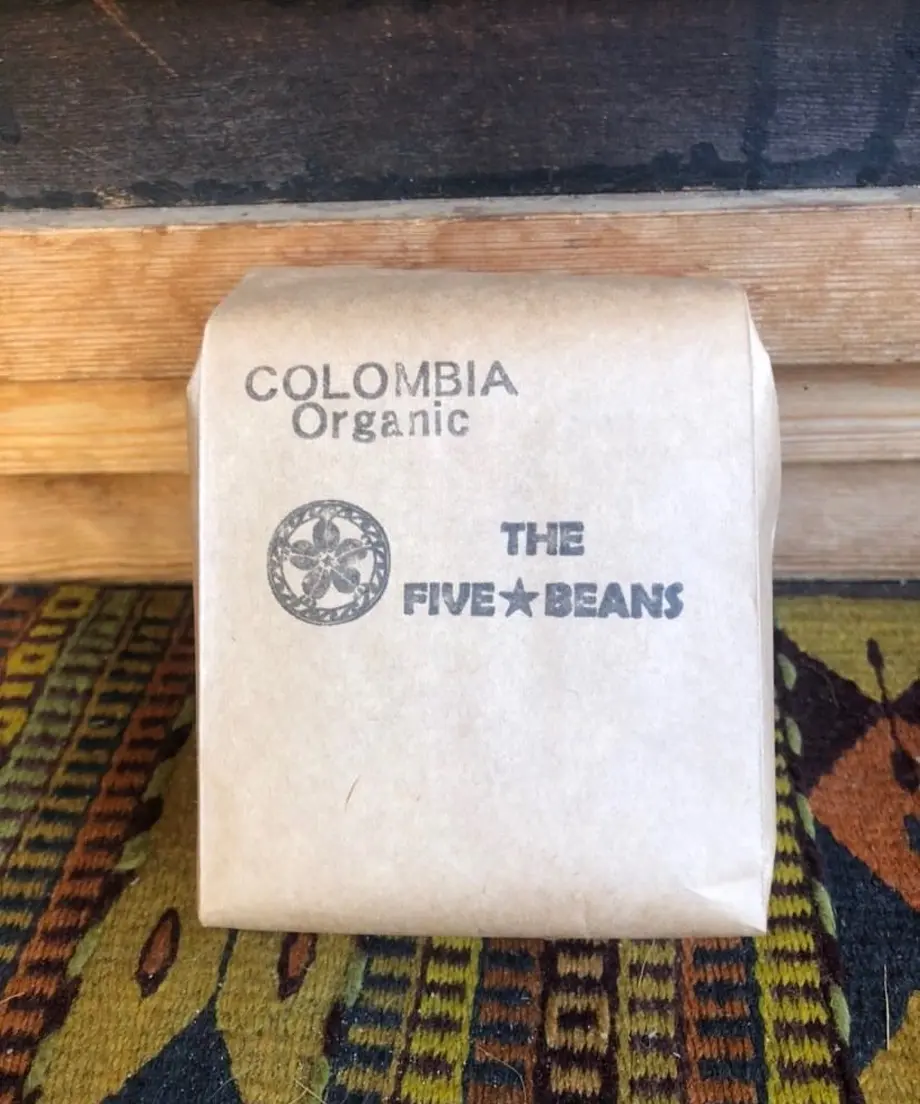 COLOMBIA
Organic
THE
FIVE★BEANS